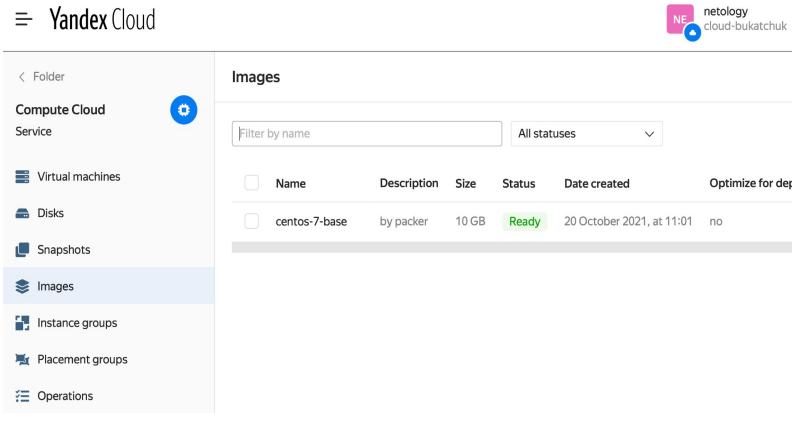 Yandex Cloud
NE
netology
cloud-bukatchuk
Folder
Compute Cloud
Service
Virtual machines
Disks
Snapshots
Images
Instance groups
Placement groups
Operations
Images
Filter by name
All statuses
Name Description Size Status Date created Optimize for dep
centos-7-base by packer 10 GB Ready 20 October 2021, at 11:01 no